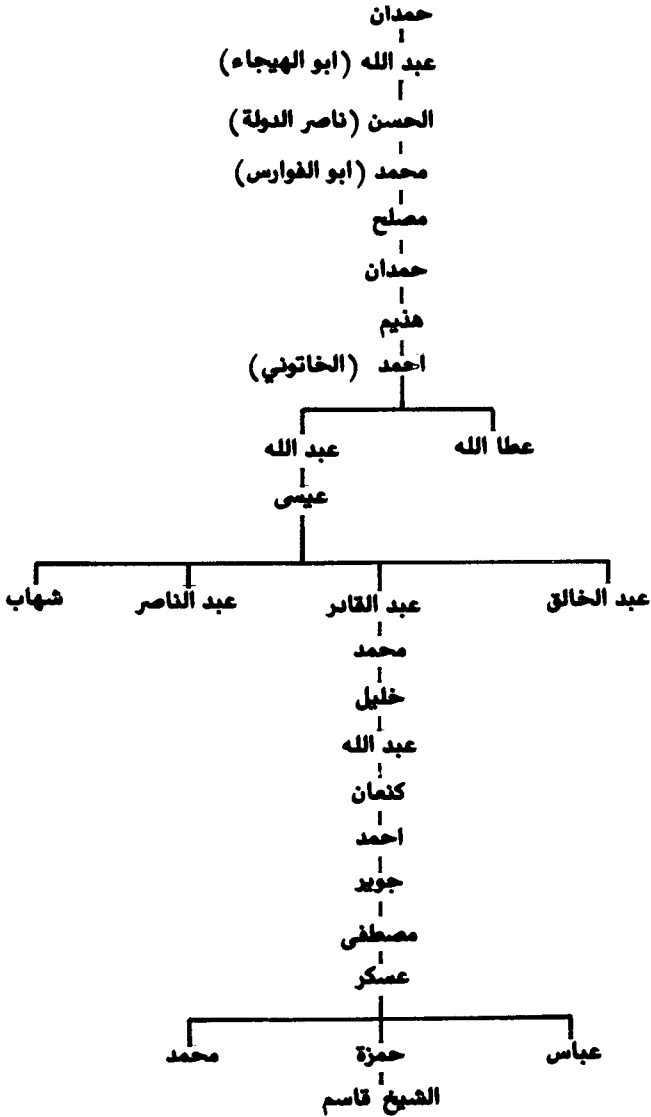 حمدان
عبد الله (ابو الهيجاء)
الحسن (ناصر الدولة)
محمد (ابو الفوارس)
مصلح
حمدان
هذيم
احمد (الخاتوني)
عطا الله عبد الله
عيسى
عبد الخالق عبد القادر عبد الناصر شهاب
محمد
خليل
عبد الله
كنعان
احمد
جوير
مصطفى
عسكر
عباس حمزة محمد
الشيخ قاسم